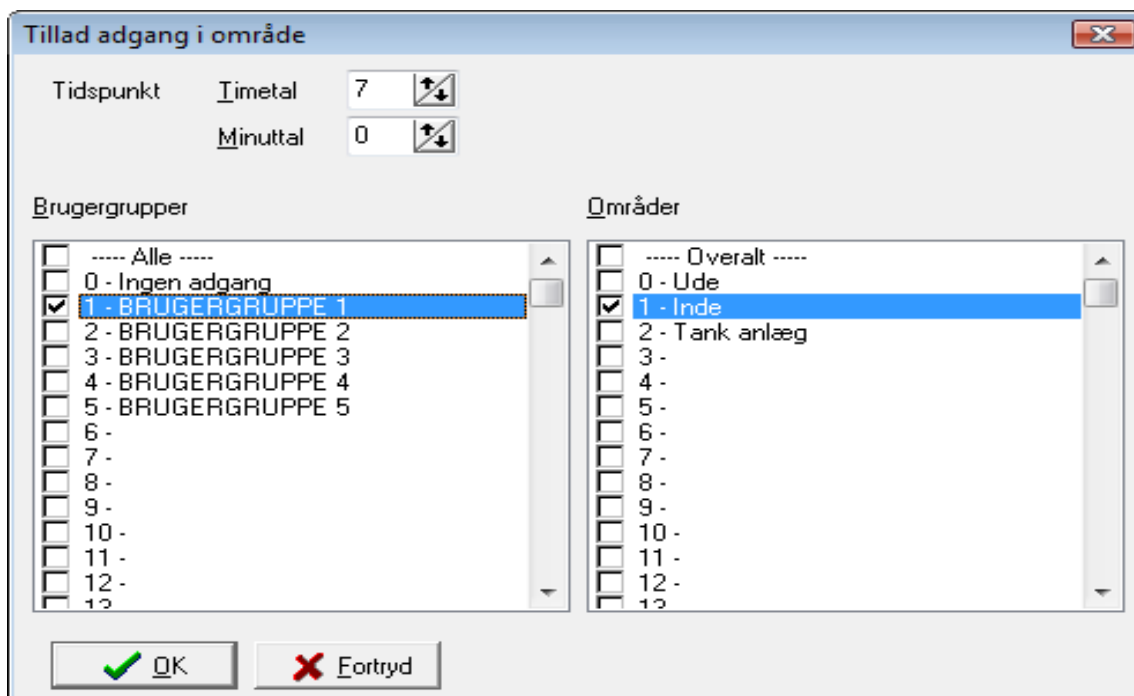 Tillad adgang i område
Tidspunkt Timetal 7
Minuttal 0
Brugergrupper
----- Alle -----
0 - Ingen adgang
1 - BRUGERGRUPPE 1
2 - BRUGERGRUPPE 2
3 - BRUGERGRUPPE 3
4 - BRUGERGRUPPE 4
5 - BRUGERGRUPPE 5
6 -
7 -
8 -
9 -
10 -
11 -
12 -
Områder
----- Overalt -----
0 - Ude
1 - Inde
2 - Tank anlæg
3 -
4 -
5 -
6 -
7 -
8 -
9 -
10 -
11 -
12 -
OK Fortryd